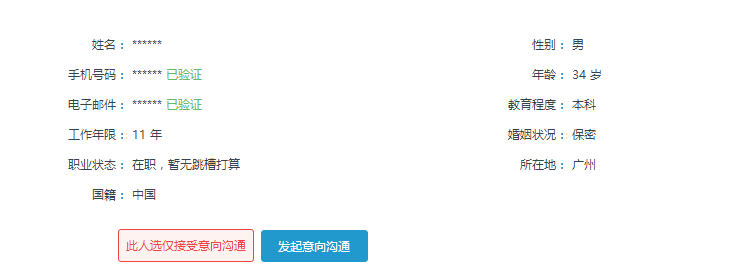 姓名： ******
性别： 男
手机号码： ****** 已验证
年龄： 34 岁
电子邮件： ****** 已验证
教育程度： 本科
工作年限： 11 年
婚姻状况： 保密
职业状态： 在职，暂无跳槽打算
所在地： 广州
国籍： 中国
此人选仅接受意向沟通
发起意向沟通